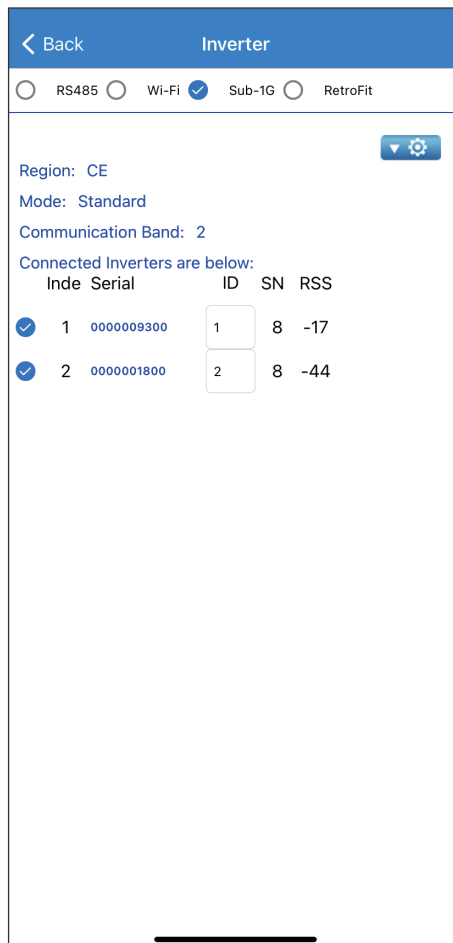 Back Inverter
RS485 Wi-Fi Sub-1G RetroFit
Region: CE
Mode: Standard
Communication Band: 2
Connected Inverters are below:
Inde Serial ID SN RSS
1 0000009300 1 8 -17
2 0000001800 2 8 -44